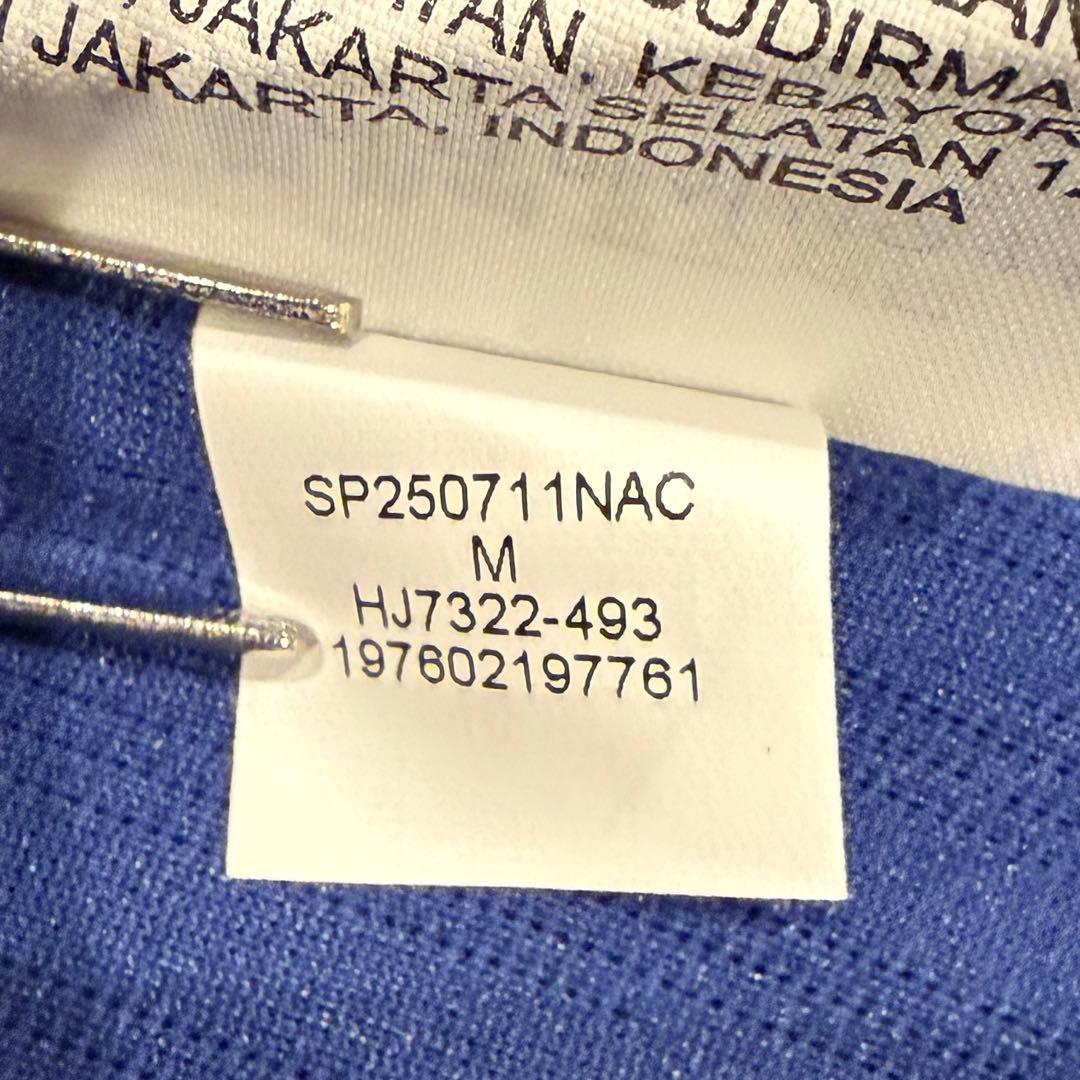 JAKARTA SELATAN
JAKARTA, INDONESIA
SP250711NAC
M
HJ7322-493
197602197761